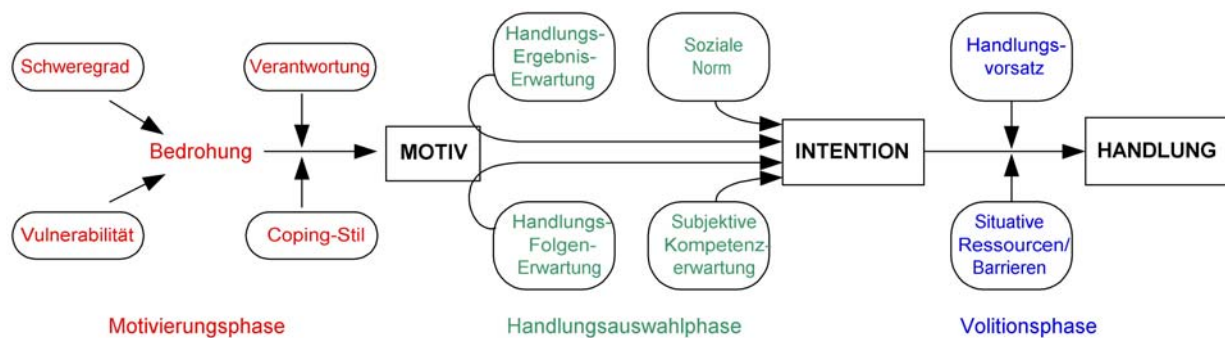 Schweregrad
Vulnerabilität
Bedrohung
Verantwortung
Coping-Stil
MOTIV
Handlungs-
Ergebnis-
Erwartung
Handlungs-
Folgen-
Erwartung
Soziale
Norm
Subjektive
Kompetenz-
erwartung
INTENTION
Handlungs-
vorsatz
Situative
Ressourcen/
Barrieren
HANDLUNG
Motivierungsphase
Handlungsauswahlphase
Volitionsphase